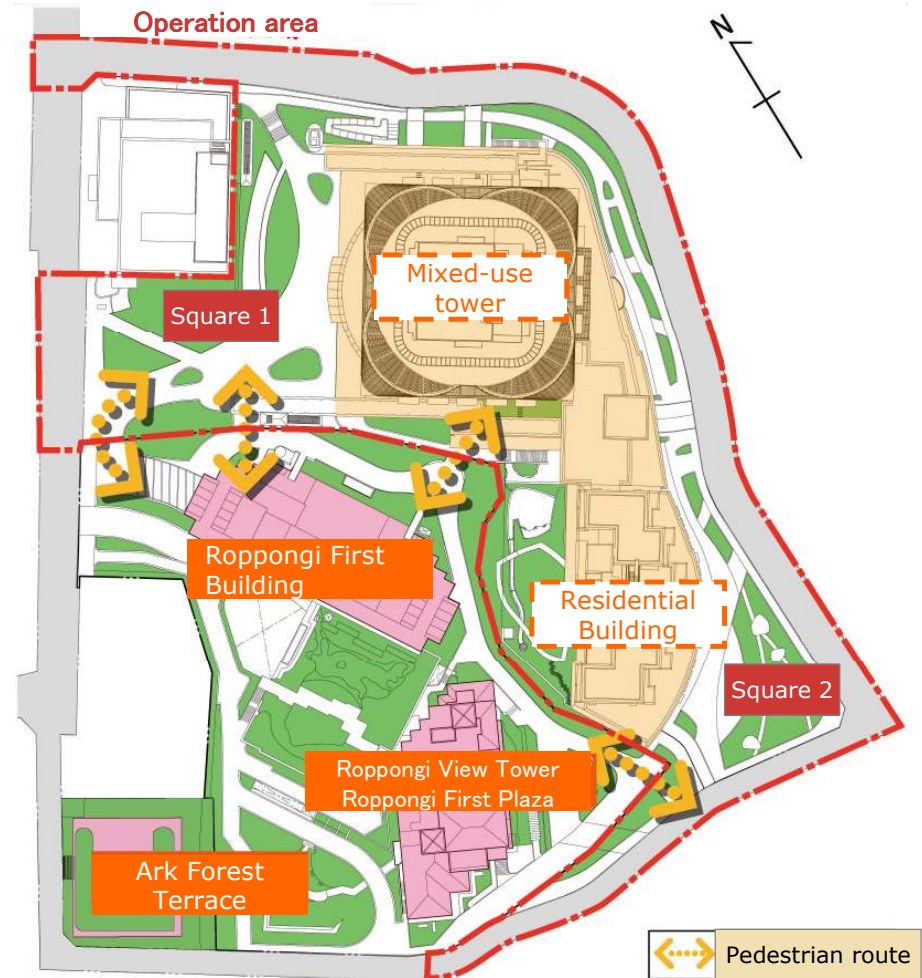 Operation area
N
Mixed-use
tower
Square 1
Roppongi First
Building
Residential
Building
Square 2
Roppongi View Tower
Roppongi First Plaza
Ark Forest
Terrace
Pedestrian route